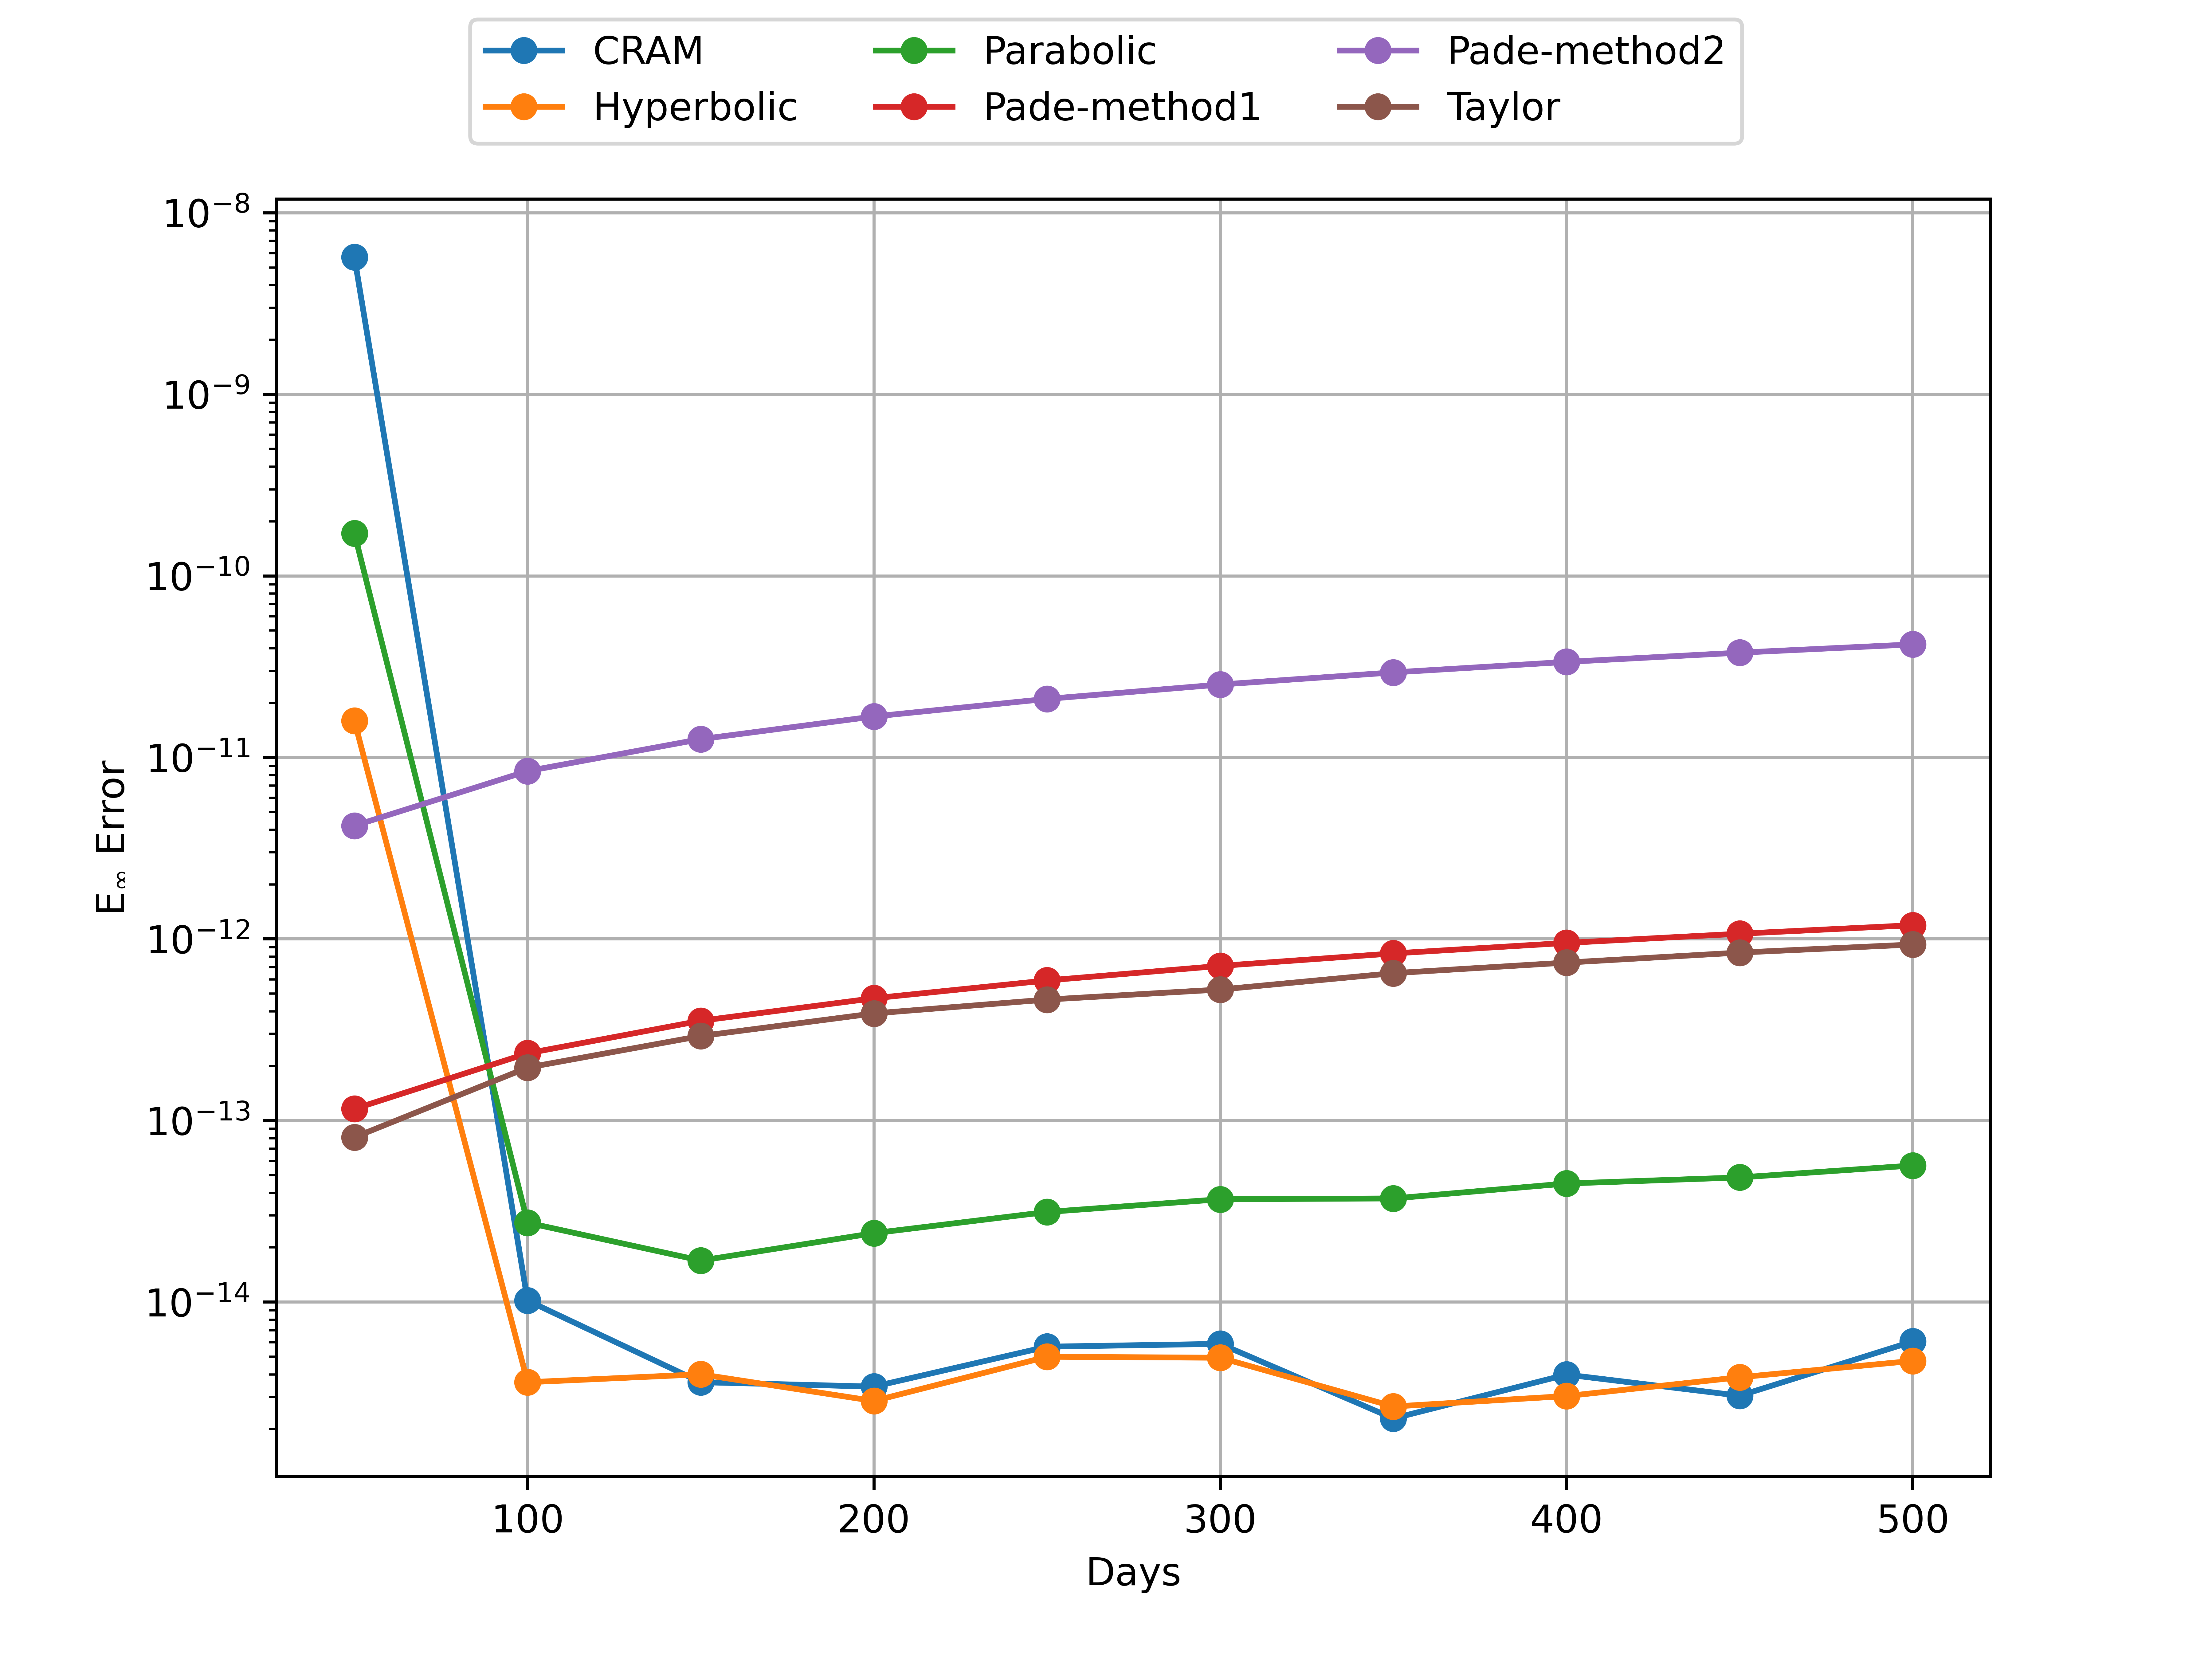 CRAM
Hyperbolic
Parabolic
Pade-method1
Pade-method2
Taylor
10⁻⁸
10⁻⁹
10⁻¹⁰
10⁻¹¹
10⁻¹²
10⁻¹³
10⁻¹⁴
E∞ Error
100 200 300 400 500
Days